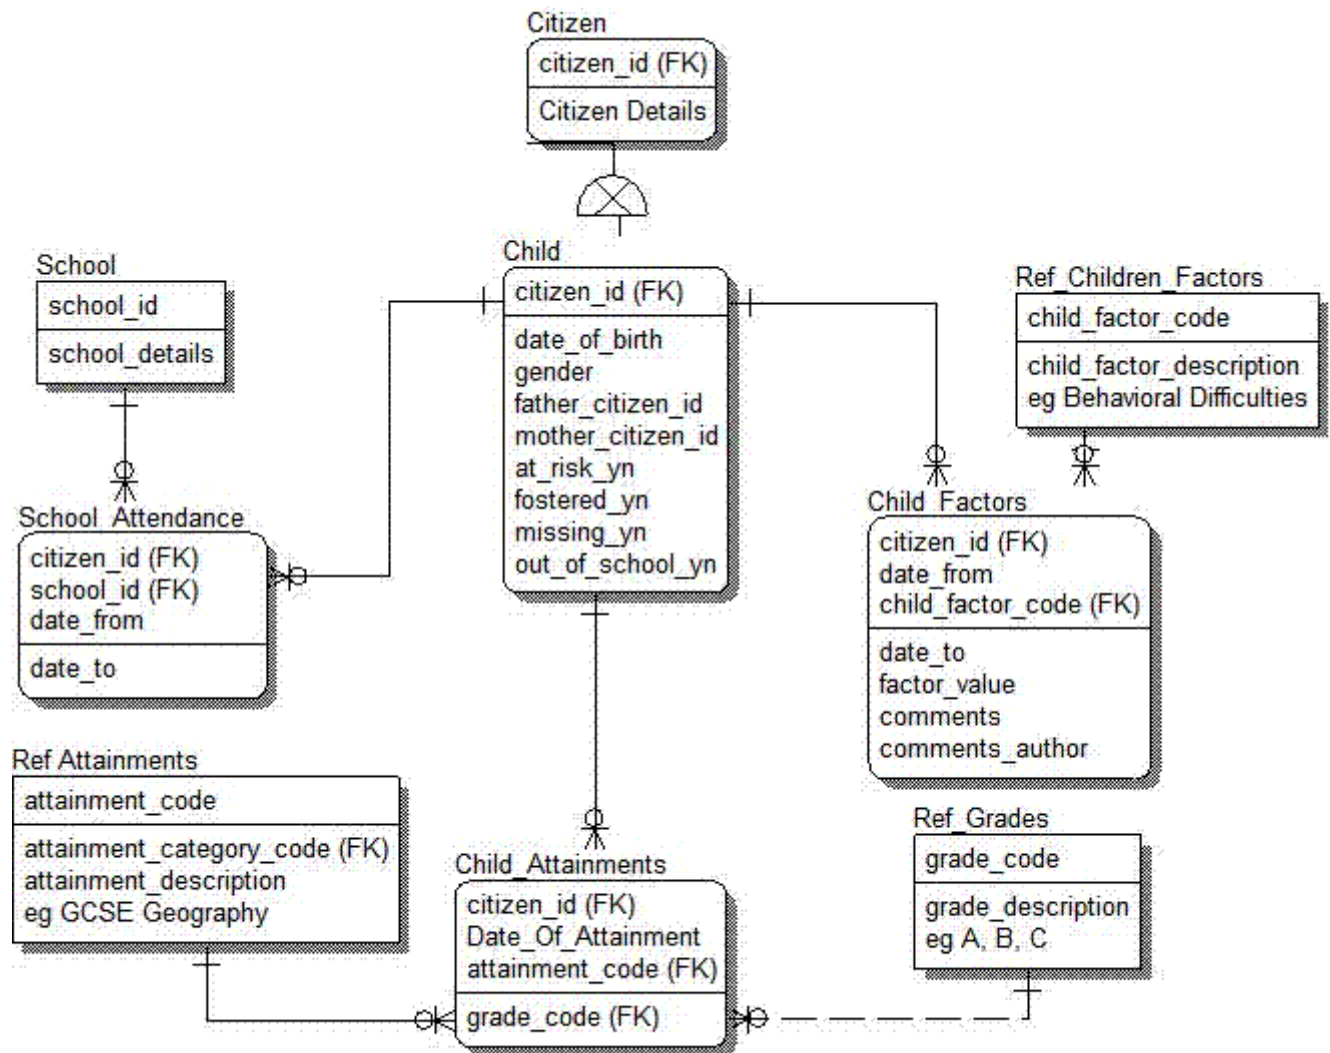 Citizen
citizen_id (FK)
Citizen Details
School
school_id
school_details
Child
citizen_id (FK)
date_of_birth
gender
father_citizen_id
mother_citizen_id
at_risk_yn
fostered_yn
missing_yn
out_of_school_yn
Ref_Children_Factors
child_factor_code
child_factor_description
eg Behavioral Difficulties
School_Attendance
citizen_id (FK)
school_id (FK)
date_from
date_to
Child_Factors
citizen_id (FK)
date_from
child_factor_code (FK)
date_to
factor_value
comments
comments_author
Ref Attainments
attainment_code
attainment_category_code (FK)
attainment_description
eg GCSE Geography
Child_Attainments
citizen_id (FK)
Date_Of_Attainment
attainment_code (FK)
grade_code (FK)
Ref_Grades
grade_code
grade_description
eg A, B, C